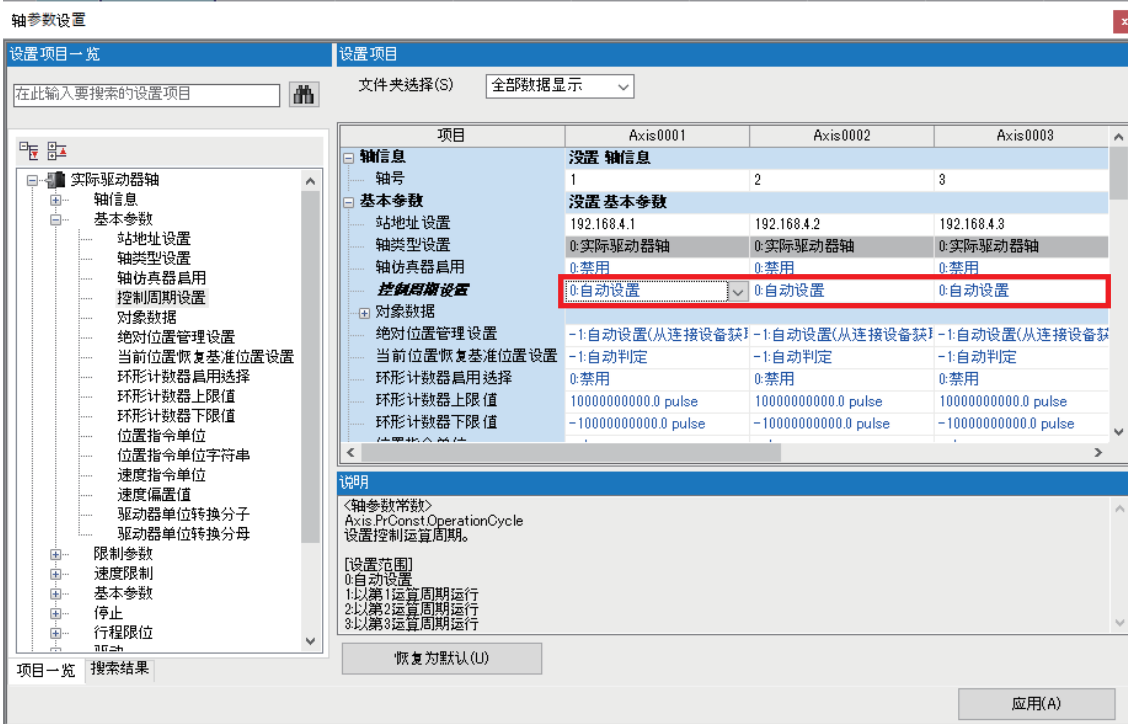 轴参数设置
设置项目一览
在此输入要搜索的设置项目
实际驱动器轴
轴信息
基本参数
站地址设置
轴类型设置
轴仿真器启用
控制周期设置
对象数据
绝对位置管理设置
当前位置恢复基准位置设置
环形计数器启用选择
环形计数器上限值
环形计数器下限值
位置指令单位
位置指令单位字符串
速度指令单位
速度偏置值
驱动器单位转换分子
驱动器单位转换分母
限制参数
速度限制
基本参数
停止
行程限位
项目一览 搜索结果
设置项目
文件夹选择(S) 全部数据显示
项目 Axis0001 Axis0002 Axis0003
轴信息 没置 轴信息
轴号 1 2 3
基本参数 没置 基本参数
站地址设置 192.168.4.1 192.168.4.2 192.168.4.3
轴类型设置 0:实际驱动器轴 0:实际驱动器轴 0:实际驱动器轴
轴仿真器启用 0:禁用 0:禁用 0:禁用
控制周期设置 0:自动设置 0:自动设置 0:自动设置
对象数据
绝对位置管理设置 -1:自动设置(从连接设备获 -1:自动设置(从连接设备获 -1:自动设置(从连接设备获
当前位置恢复基准位置设置 -1:自动判定 -1:自动判定 -1:自动判定
环形计数器启用选择 0:禁用 0:禁用 0:禁用
环形计数器上限值 10000000000.0 pulse 10000000000.0 pulse 10000000000.0 pulse
环形计数器下限值 -10000000000.0 pulse -10000000000.0 pulse -10000000000.0 pulse
说明
<轴参数常数>
Axis.PrConst.OperationCycle
设置控制运算周期。
[设置范围]
0:自动设置
1:以第1运算周期运行
2:以第2运算周期运行
3:以第3运算周期运行
恢复为默认(U)
应用(A)